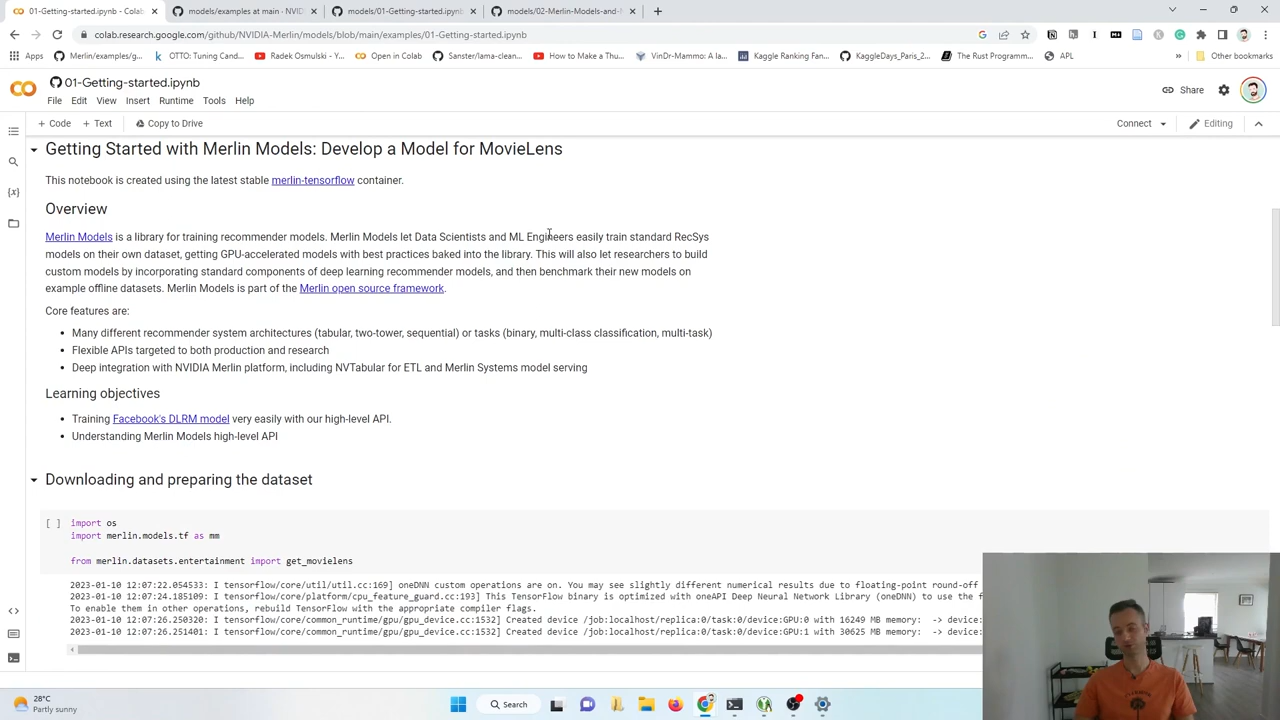 01-Getting-started.ipynb - Colab
models/examples at main · NVI
models/01-Getting-started.ipynb
models/02-Merlin-Models-and-
colab.research.google.com/github/NVIDIA-Merlin/models/blob/main/examples/01-Getting-started.ipynb
Apps
Merlin/examples/g...
OTTO: Tuning Cand...
Radek Osmulski - Y...
Open in Colab
Sanster/lama-clean...
How to Make a Thu...
VinDr-Mammo: A la...
Kaggle Ranking Fan...
KaggleDays_Paris_2...
The Rust Programm...
APL
»
Other bookmarks
01-Getting-started.ipynb
File Edit View Insert Runtime Tools Help
Share
+ Code + Text Copy to Drive
Connect
Editing
Getting Started with Merlin Models: Develop a Model for MovieLens
This notebook is created using the latest stable merlin-tensorflow container.
Overview
Merlin Models is a library for training recommender models. Merlin Models let Data Scientists and ML Engineers easily train standard RecSys
models on their own dataset, getting GPU-accelerated models with best practices baked into the library. This will also let researchers to build
custom models by incorporating standard components of deep learning recommender models, and then benchmark their new models on
example offline datasets. Merlin Models is part of the Merlin open source framework.
Core features are:
• Many different recommender system architectures (tabular, two-tower, sequential) or tasks (binary, multi-class classification, multi-task)
• Flexible APIs targeted to both production and research
• Deep integration with NVIDIA Merlin platform, including NVTabular for ETL and Merlin Systems model serving
Learning objectives
• Training Facebook's DLRM model very easily with our high-level API.
• Understanding Merlin Models high-level API
Downloading and preparing the dataset
[ ] import os
import merlin.models.tf as mm
from merlin.datasets.entertainment import get_movielens
2023-01-10 12:07:22.054533: I tensorflow/core/util/util.cc:169] oneDNN custom operations are on. You may see slightly different numerical results due to floating-point round-off
2023-01-10 12:07:24.185109: I tensorflow/core/platform/cpu_feature_guard.cc:193] This TensorFlow binary is optimized with oneAPI Deep Neural Network Library (oneDNN) to use the f
To enable them in other operations, rebuild TensorFlow with the appropriate compiler flags.
2023-01-10 12:07:26.250320: I tensorflow/core/common_runtime/gpu/gpu_device.cc:1532] Created device /job:localhost/replica:0/task:0/device:GPU:0 with 16249 MB memory: -> device:
2023-01-10 12:07:26.251401: I tensorflow/core/common_runtime/gpu/gpu_device.cc:1532] Created device /job:localhost/replica:0/task:0/device:GPU:1 with 30625 MB memory: -> device:
28°C
Partly sunny
Search